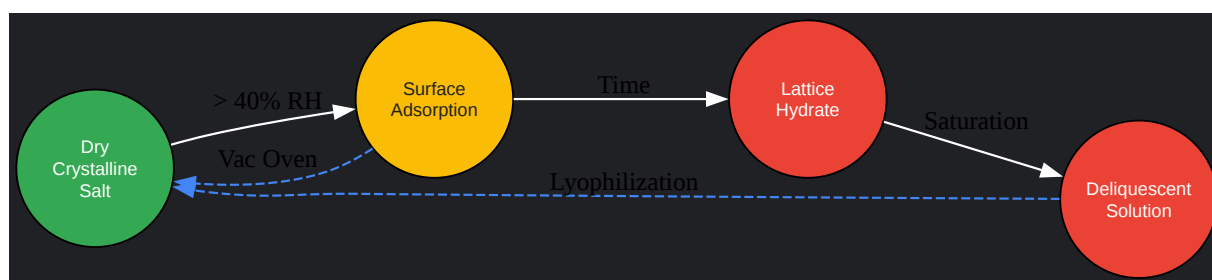 Dry
Crystalline
Salt
> 40% RH
Vac Oven
Surface
Adsorption
Time
Lyophilization
Lattice
Hydrate
Saturation
Deliquescent
Solution